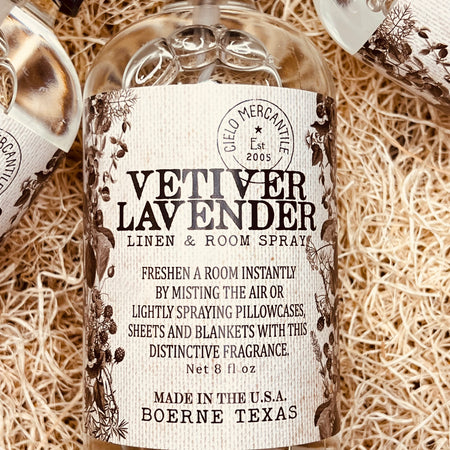 CIELO MERCANTILE
Est
2005
VETIVER
LAVENDER
LINEN & ROOM SPRAY
FRESHEN A ROOM INSTANTLY
BY MISTING THE AIR OR
LIGHTLY SPRAYING PILLOWCASES,
SHEETS AND BLANKETS WITH THIS
DISTINCTIVE FRAGRANCE.
Net 8 fl oz
MADE IN THE U.S.A.
BOERNE TEXAS